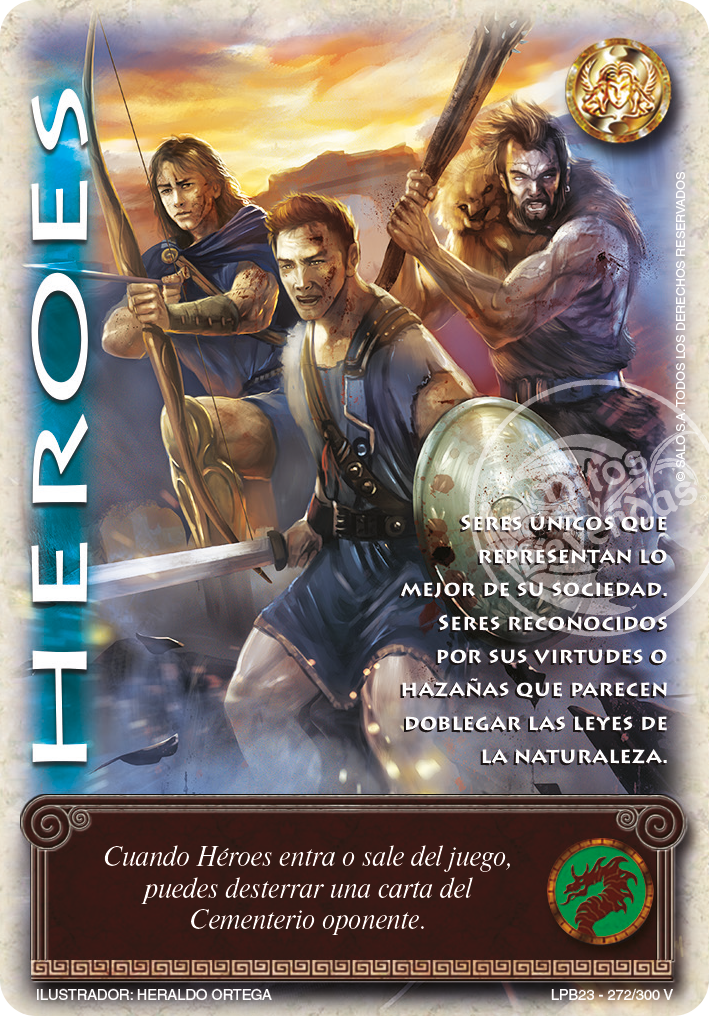 HEROES
© SALO S.A. TODOS LOS DERECHOS RESERVADOS
Mitos
Leyendas
SERES ÚNICOS QUE
REPRESENTAN LO
MEJOR DE SU SOCIEDAD.
SERES RECONOCIDOS
POR SUS VIRTUDES O
HAZAÑAS QUE PARECEN
DOBLEGAR LAS LEYES DE
LA NATURALEZA.
Cuando Héroes entra o sale del juego,
puedes desterrar una carta del
Cementerio oponente.
ILUSTRADOR: HERALDO ORTEGA
LPB23 - 272/300 V